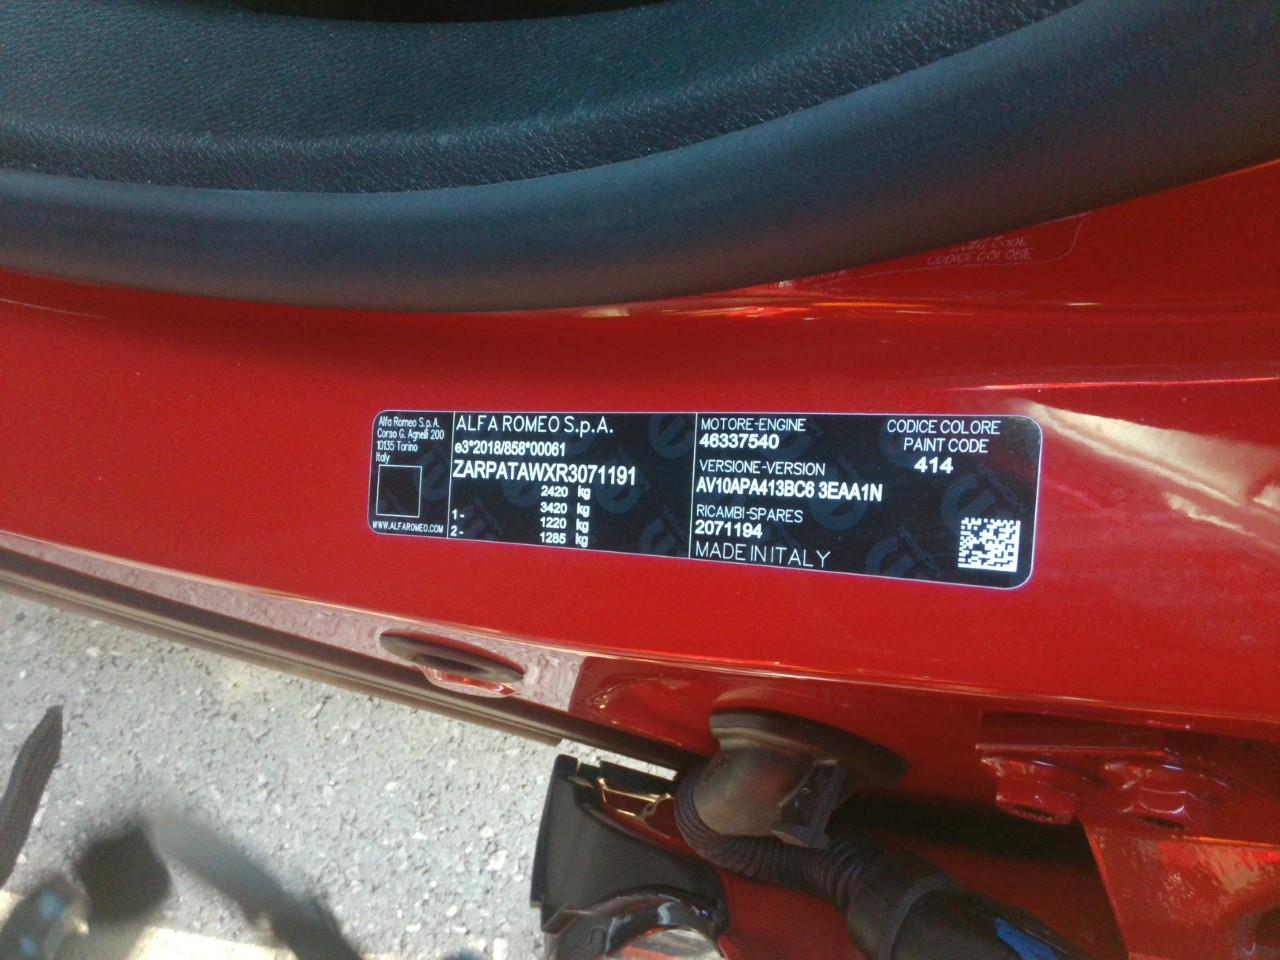 Alfa Romeo S.p.A.
Corso G. Agnelli 200
10135 Torino
Italy
WWW.ALFAROMEO.COM
ALFA ROMEO S.p.A.
e3*2018/858*00061
ZARPATAWXR3071191
2420 kg
3420 kg
1- 1220 kg
2- 1285 kg
MOTORE-ENGINE
46337540
VERSIONE-VERSION
AV10APA413BC6 3EAA1N
RICAMBI-SPARES
2071194
MADE IN ITALY
CODICE COLORE
PAINT CODE
414